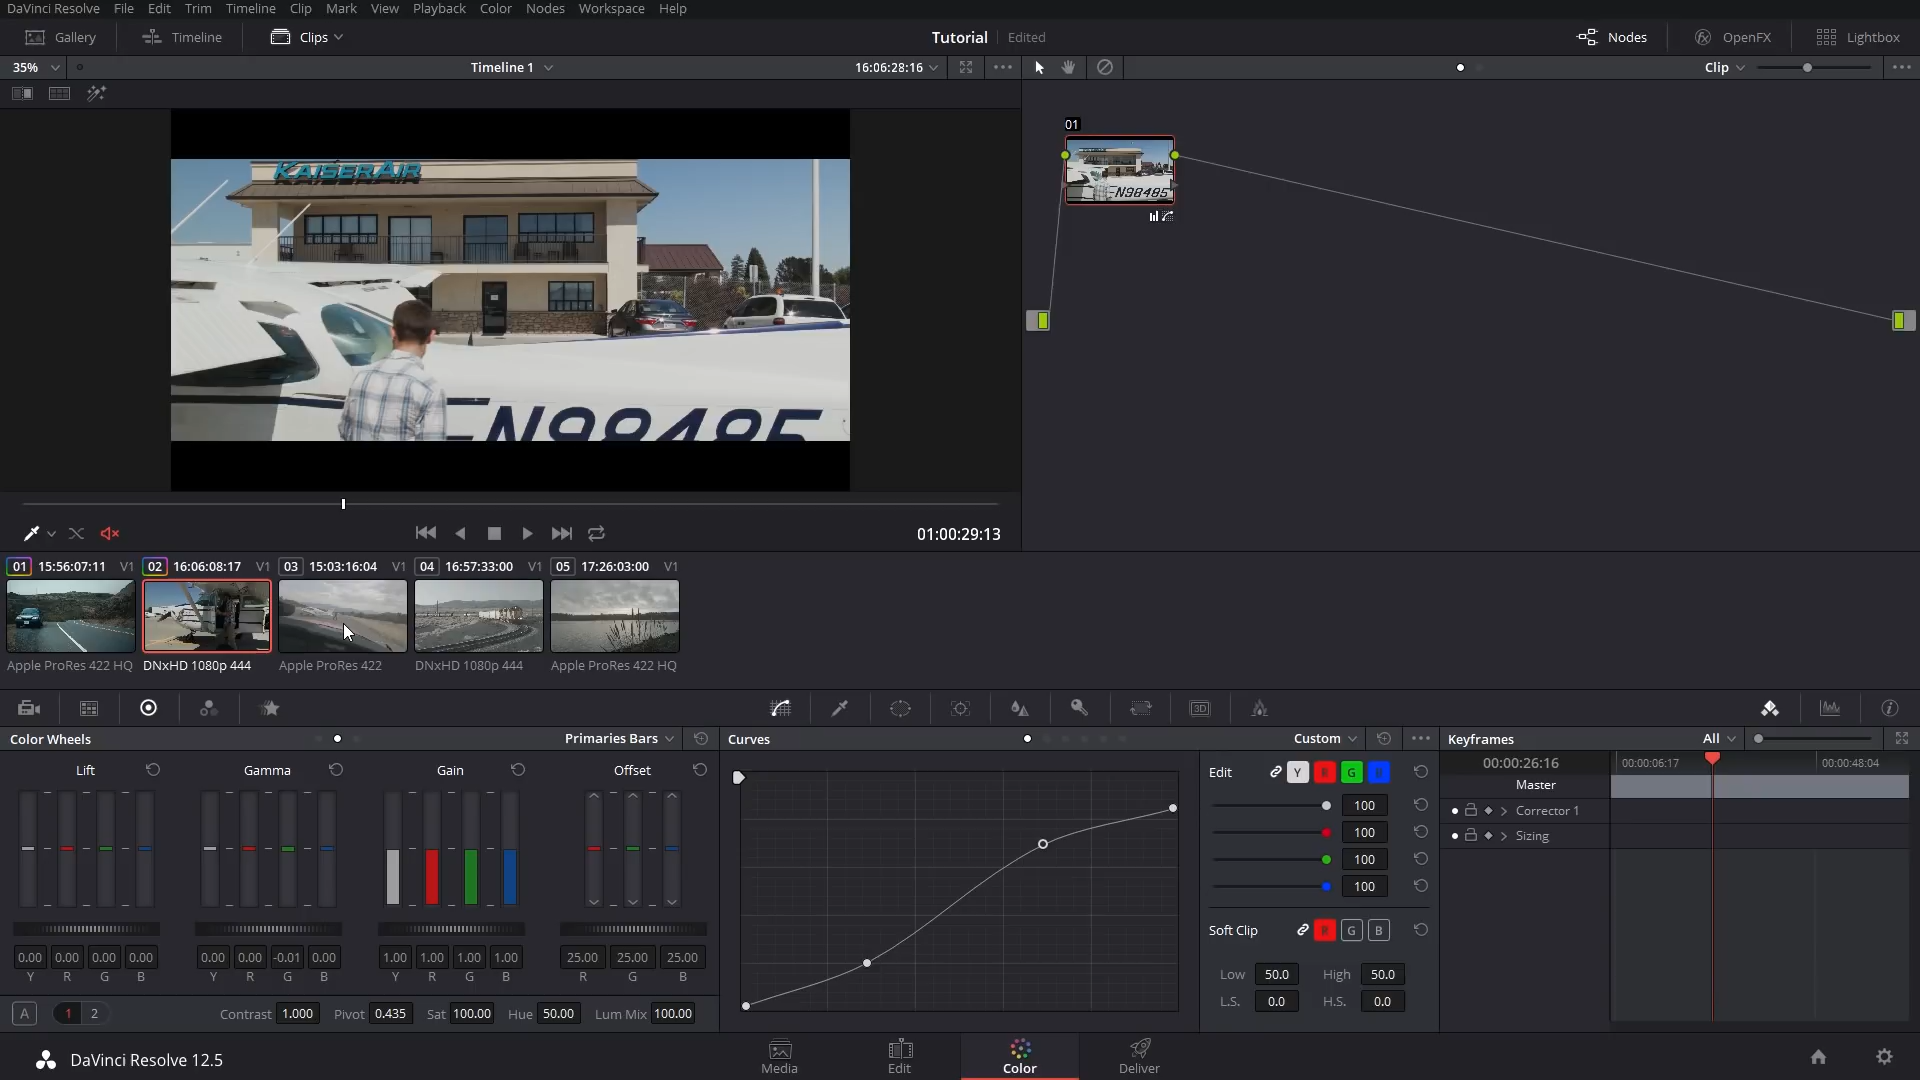 DaVinci Resolve File Edit Trim Timeline Clip Mark View Playback Color Nodes Workspace Help
Gallery Timeline Clips Tutorial Edited Nodes OpenFX Lightbox
35% Timeline 1 16:06:28:16 Clip
KAISERAIR
N98485
01
N98485
01:00:29:13
01 15:56:07:11 V1 02 16:06:08:17 V1 03 15:03:16:04 V1 04 16:57:33:00 V1 05 17:26:03:00 V1
Apple ProRes 422 HQ DNxHD 1080p 444 Apple ProRes 422 DNxHD 1080p 444 Apple ProRes 422 HQ
3D
Color Wheels Primaries Bars Curves Custom Keyframes All
Lift Gamma Gain Offset
Edit Y R G B
100
100
100
100
Soft Clip R G B
Low 50.0 High 50.0
L.S. 0.0 H.S. 0.0
00:00:26:16 00:00:06:17 00:00:48:04
Master
Corrector 1
Sizing
0.00 0.00 0.00 0.00 0.00 0.00 -0.01 0.00 1.00 1.00 1.00 1.00 25.00 25.00 25.00
Y R G B Y R G B Y R G B R G B
A 1 2 Contrast 1.000 Pivot 0.435 Sat 100.00 Hue 50.00 Lum Mix 100.00
DaVinci Resolve 12.5 Media Edit Color Deliver